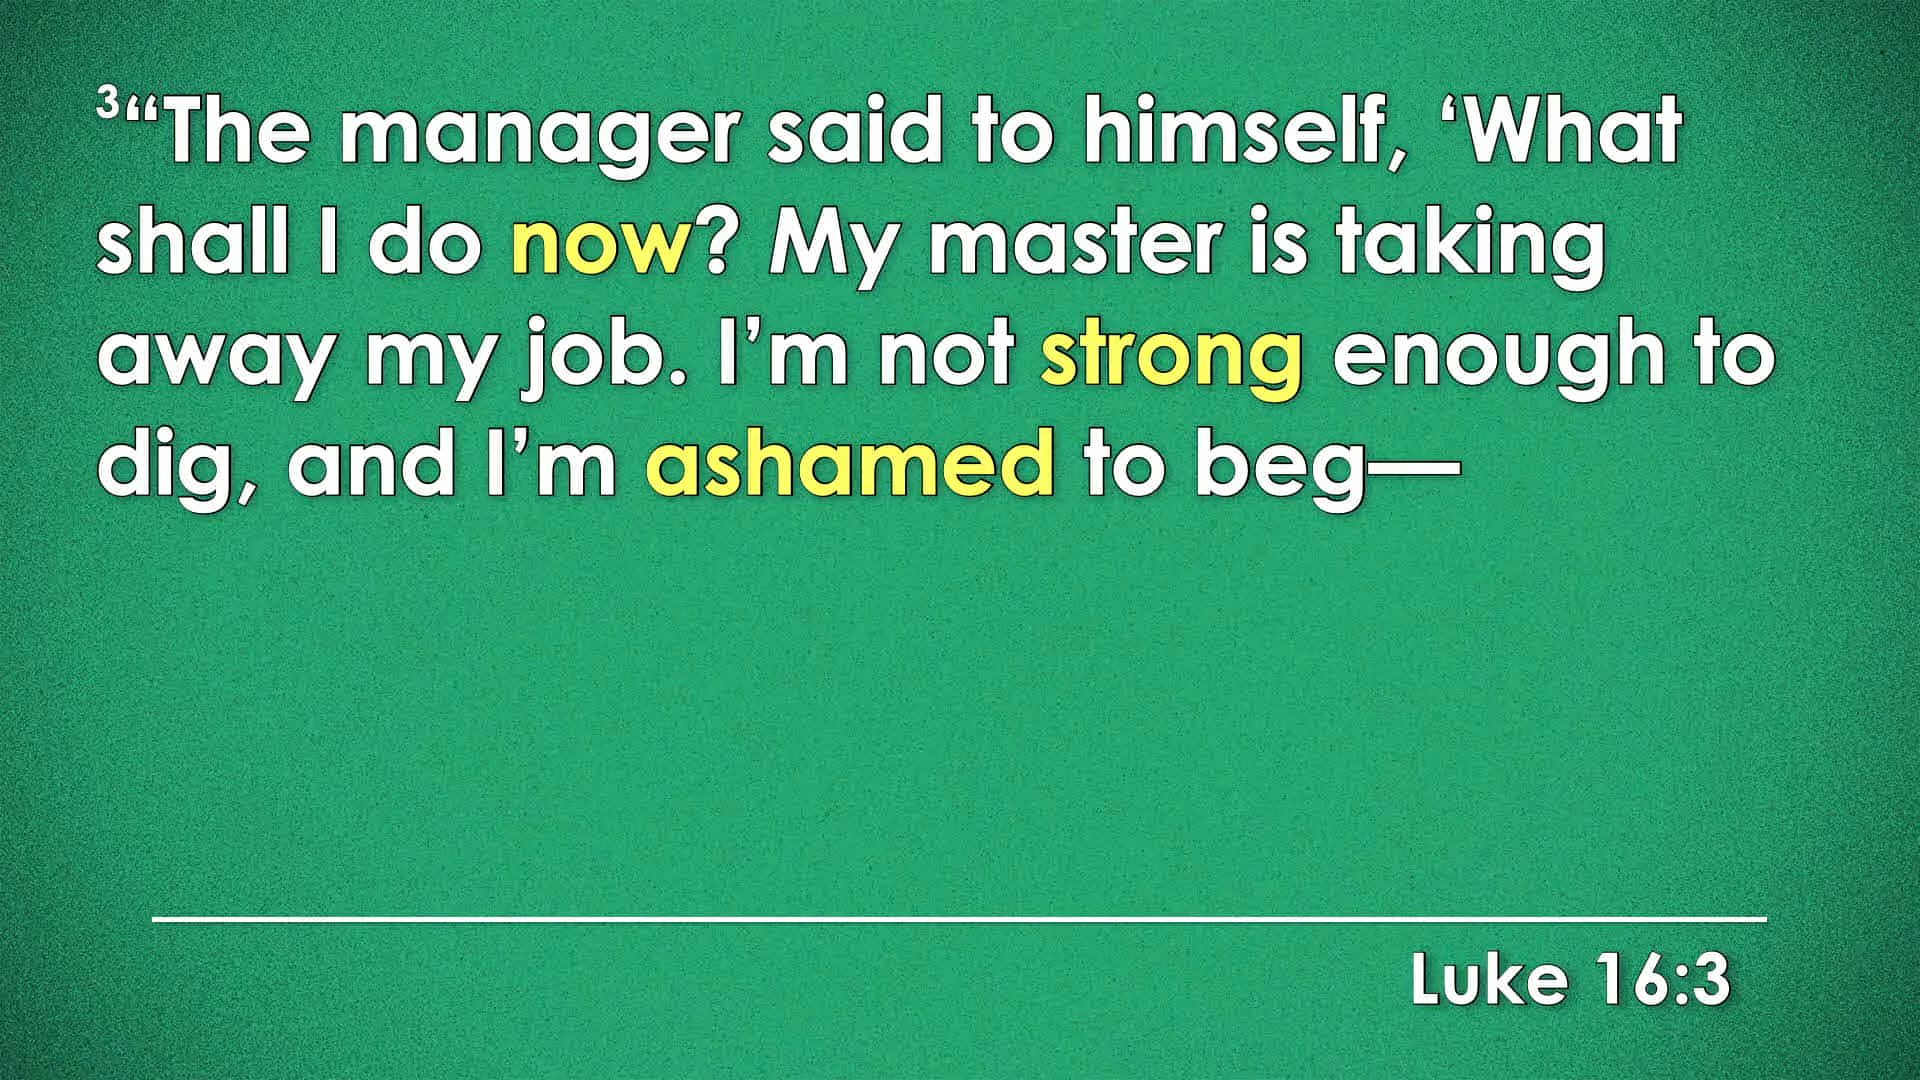 ³“The manager said to himself, ‘What
shall I do now? My master is taking
away my job. I’m not strong enough to
dig, and I’m ashamed to beg—
Luke 16:3